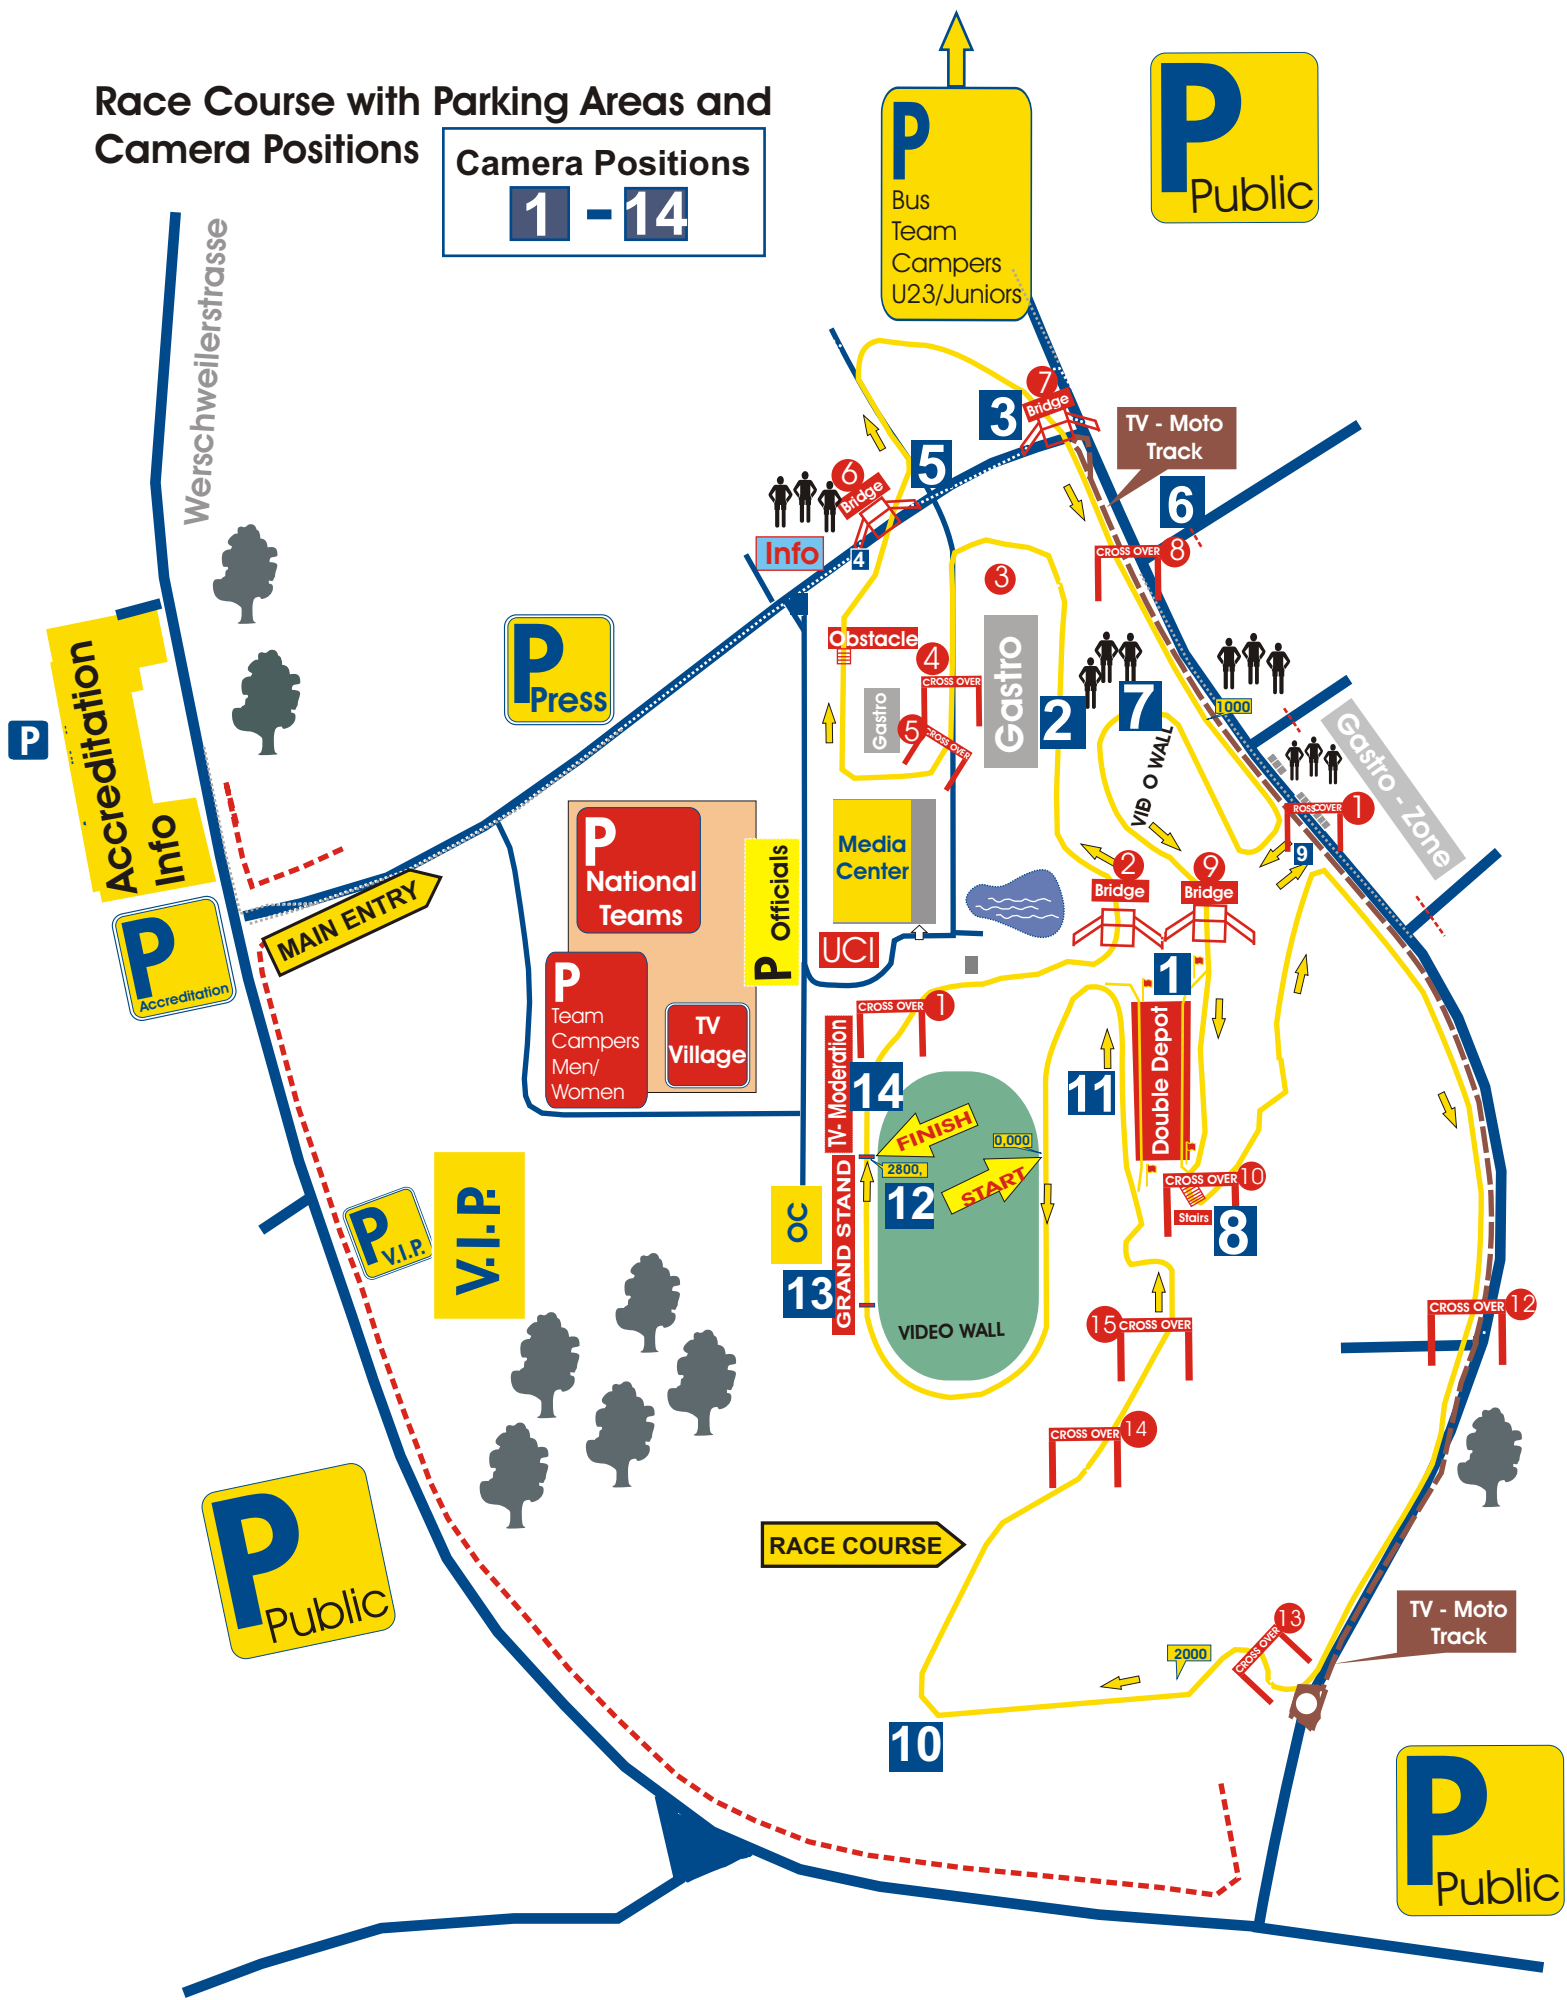 Race Course with Parking Areas and
Camera Positions
Camera Positions
1 - 14
P
Bus
Team
Campers
U23/Juniors
P
Public
Werschweilerstrasse
7
Bridge
3
TV - Moto
Track
5
6
Bridge
6
4
Info
CROSS OVER
8
3
P
Press
Obstacle
4
CROSS OVER
Gastro
Gastro
5
CROSS OVER
2
7
1000
VID O WALL
Gastro - Zone
ROSS OVER
1
9
Accreditation
Info
P
P
Accreditation
MAIN ENTRY
P
National
Teams
P Officials
Media
Center
UCI
2
Bridge
9
Bridge
1
P
Team
Campers
Men/
Women
TV
Village
CROSS OVER
1
TV- Moderation
14
11
Double Depot
FINISH
0,000
2800,
START
12
GRAND STAND
OC
13
VIDEO WALL
CROSS OVER
10
Stairs
8
P
V.I.P.
V.I.P.
CROSS OVER
12
15
CROSS OVER
CROSS OVER
14
P
Public
RACE COURSE
TV - Moto
Track
13
CROSS OVER
2000
10
P
Public